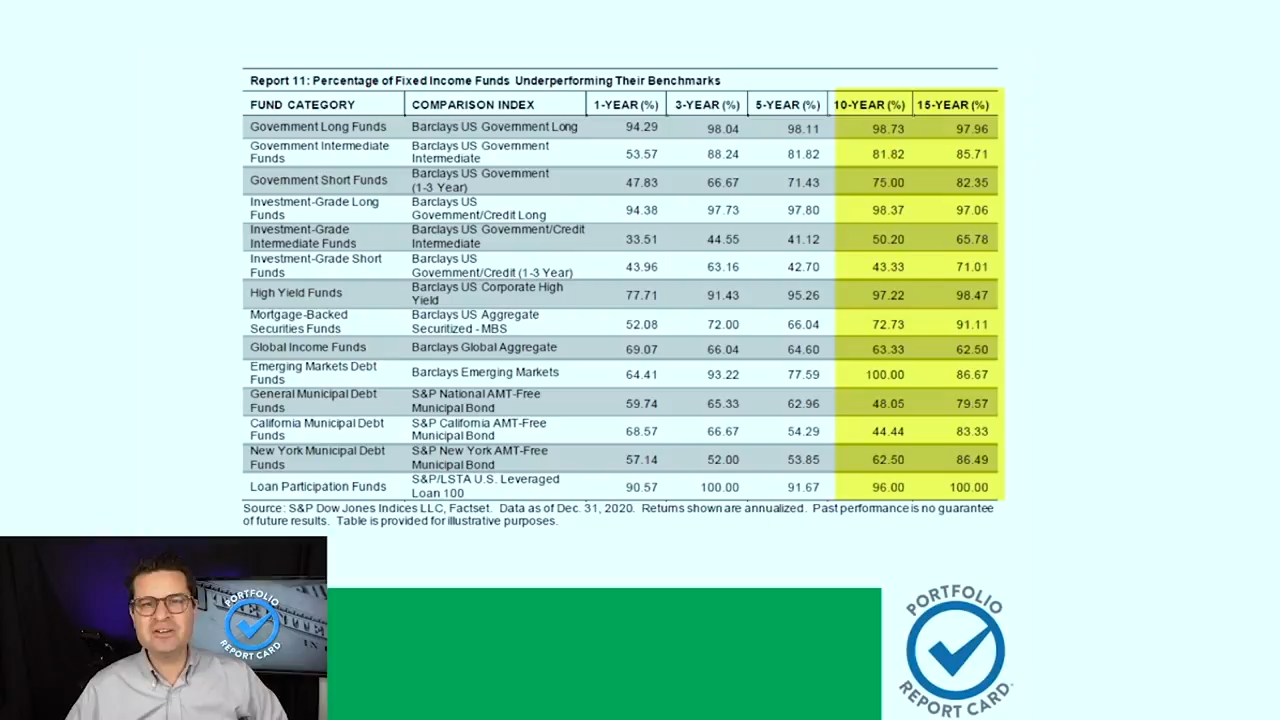 Report 11: Percentage of Fixed Income Funds Underperforming Their Benchmarks
FUND CATEGORY COMPARISON INDEX 1-YEAR (%) 3-YEAR (%) 5-YEAR (%) 10-YEAR (%) 15-YEAR (%)
Government Long Funds Barclays US Government Long 94.29 98.04 98.11 98.73 97.96
Government Intermediate Barclays US Government
Funds Intermediate 53.57 88.24 81.82 81.82 85.71
Government Short Funds Barclays US Government
(1-3 Year) 47.83 66.67 71.43 75.00 82.35
Investment-Grade Long Barclays US
Funds Government/Credit Long 94.38 97.73 97.80 98.37 97.06
Investment-Grade Barclays US Government/Credit
Intermediate Funds Intermediate 33.51 44.55 41.12 50.20 65.78
Investment-Grade Short Barclays US
Funds Government/Credit (1-3 Year) 43.96 63.16 42.70 43.33 71.01
High Yield Funds Barclays US Corporate High
Yield 77.71 91.43 95.26 97.22 98.47
Mortgage-Backed Barclays US Aggregate
Securities Funds Securitized - MBS 52.08 72.00 66.04 72.73 91.11
Global Income Funds Barclays Global Aggregate 69.07 66.04 64.60 63.33 62.50
Emerging Markets Debt
Funds Barclays Emerging Markets 64.41 93.22 77.59 100.00 86.67
General Municipal Debt S&P National AMT-Free
Funds Municipal Bond 59.74 65.33 62.96 48.05 79.57
California Municipal Debt S&P California AMT-Free
Funds Municipal Bond 68.57 66.67 54.29 44.44 83.33
New York Municipal Debt S&P New York AMT-Free
Funds Municipal Bond 57.14 52.00 53.85 62.50 86.49
Loan Participation Funds S&P/LSTA U.S. Leveraged
Loan 100 90.57 100.00 91.67 96.00 100.00
Source: S&P Dow Jones Indices LLC, Factset. Data as of Dec. 31, 2020. Returns shown are annualized. Past performance is no guarantee
of future results. Table is provided for illustrative purposes.
PORTFOLIO
REPORT CARD
PORTFOLIO
REPORT CARD